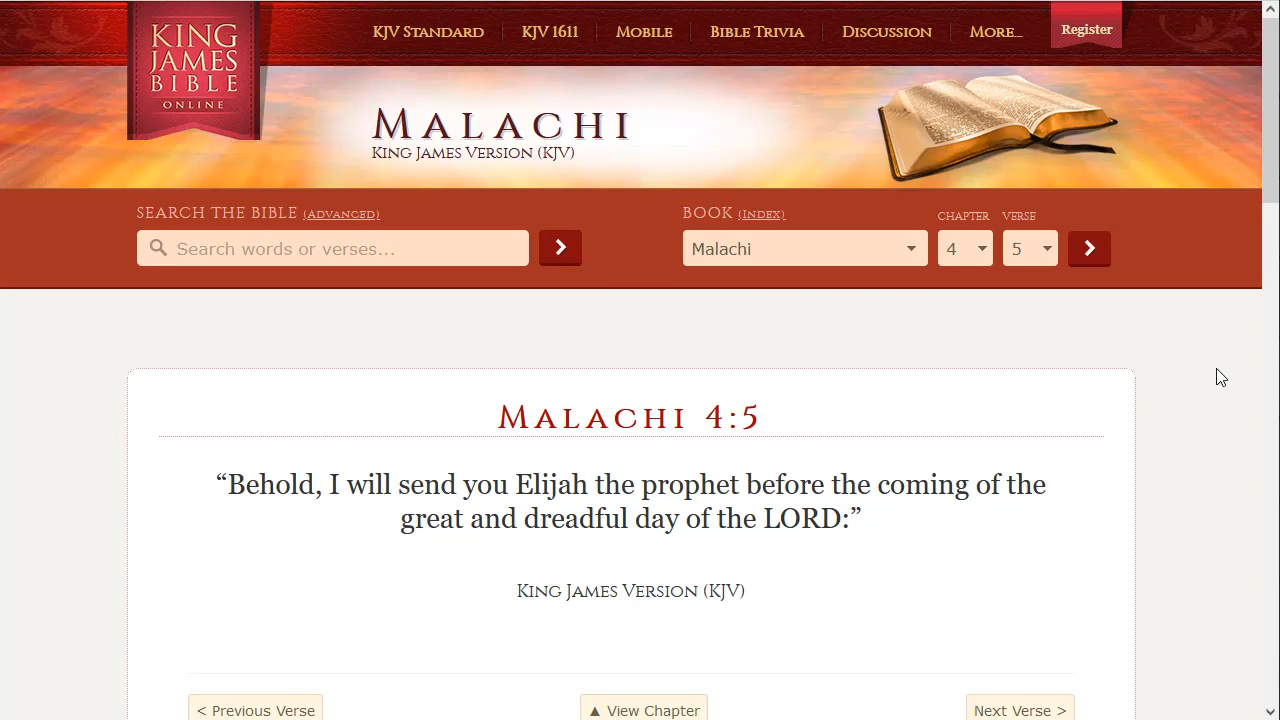 KING
JAMES
BIBLE
ONLINE
KJV Standard
KJV 1611
Mobile
Bible Trivia
Discussion
More...
Register
Malachi
King James Version (KJV)
SEARCH THE BIBLE (Advanced)
BOOK (Index)
CHAPTER
VERSE
Search words or verses...
Malachi
4
5
Malachi 4:5
“Behold, I will send you Elijah the prophet before the coming of the
great and dreadful day of the LORD:”
King James Version (KJV)
< Previous Verse
▲ View Chapter
Next Verse >